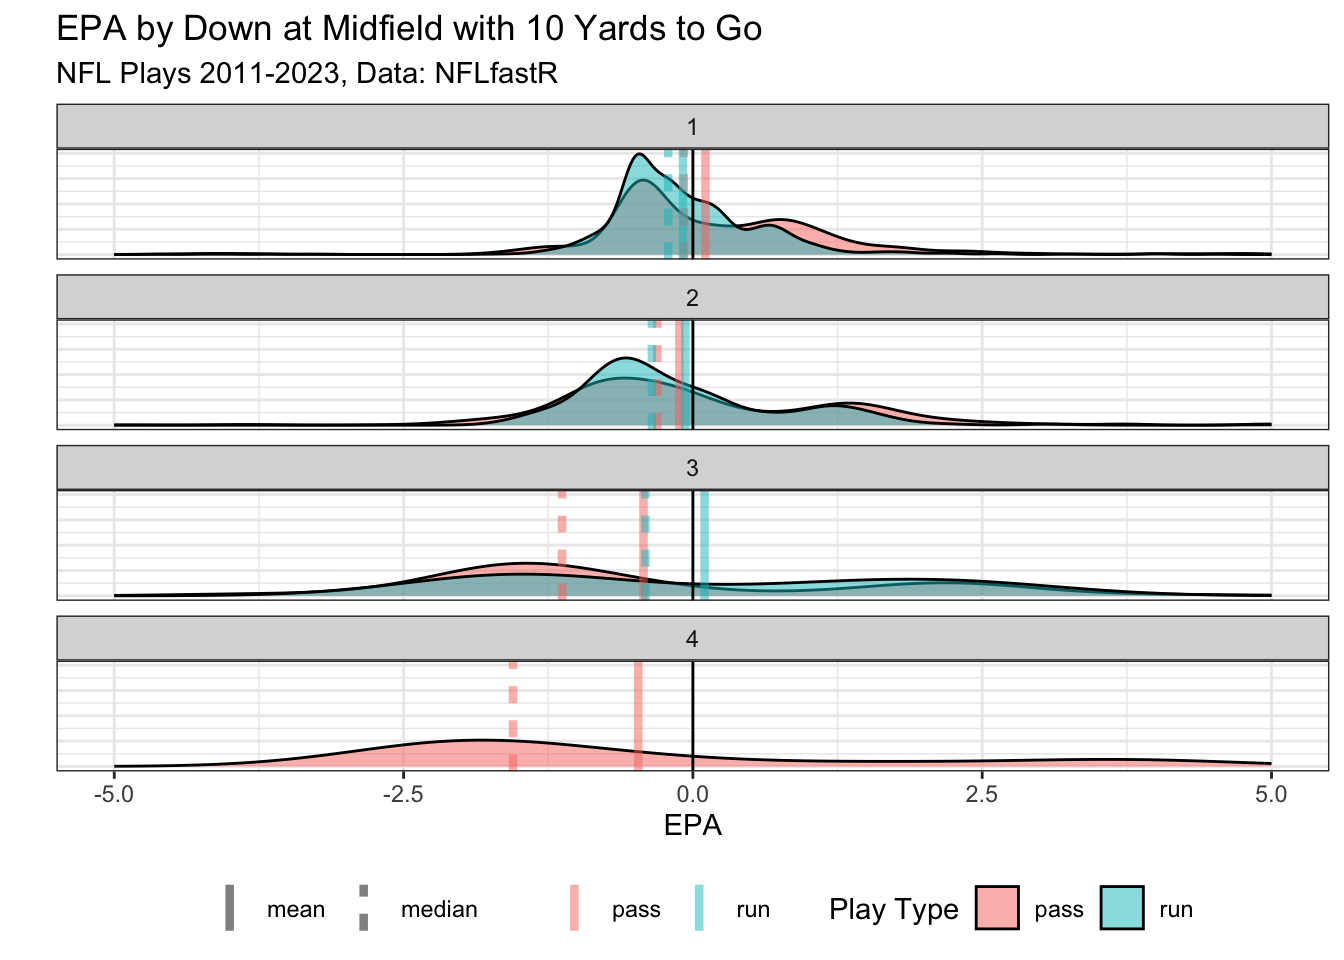 EPA by Down at Midfield with 10 Yards to Go
NFL Plays 2011-2023, Data: NFLfastR
1
2
3
4
-5.0 -2.5 0.0 2.5 5.0
EPA
mean median pass run Play Type pass run